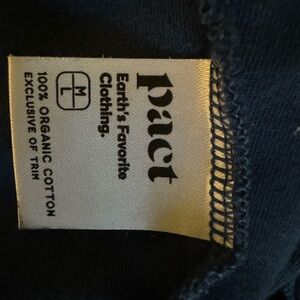 pact
Earth's Favorite
Clothing.
M
L
100% ORGANIC COTTON
EXCLUSIVE OF TRIM